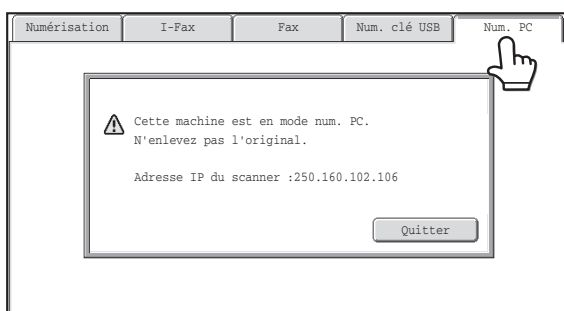 Numérisation I-Fax Fax Num. clé USB Num. PC
Cette machine est en mode num. PC.
N'enlevez pas l'original.
Adresse IP du scanner :250.160.102.106
Quitter